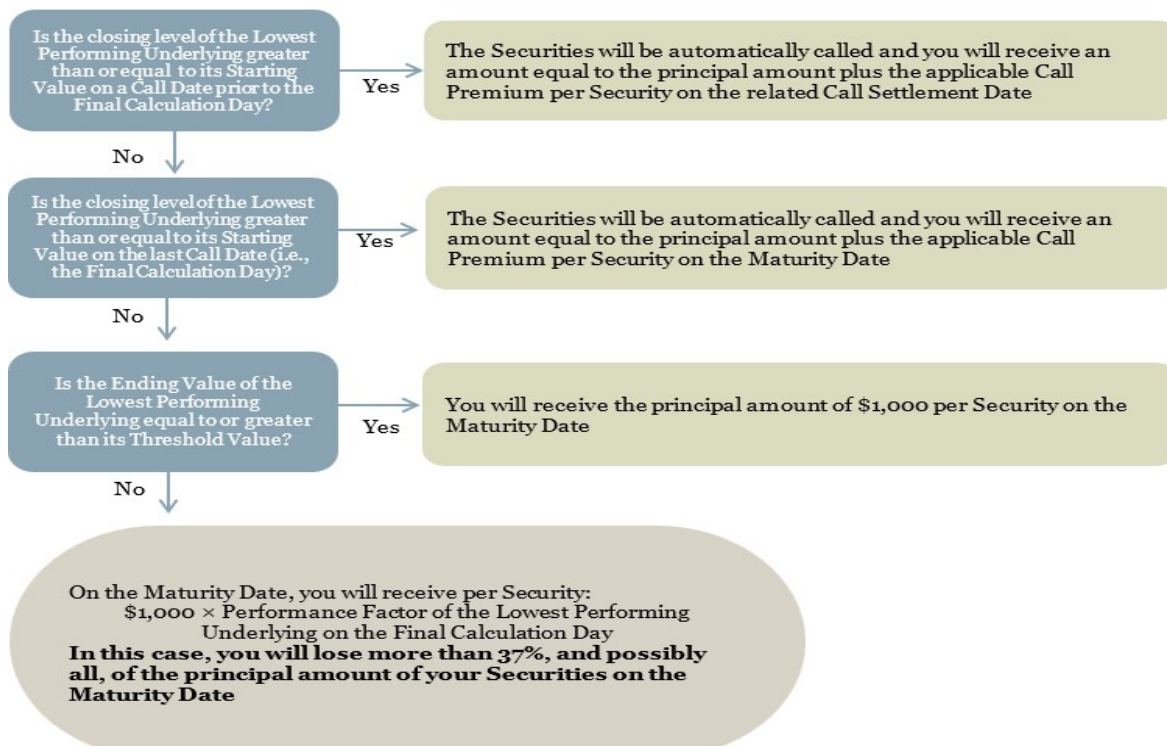 Is the closing level of the Lowest
Performing Underlying greater
than or equal to its Starting
Value on a Call Date prior to the
Final Calculation Day?
Yes
The Securities will be automatically called and you will receive an
amount equal to the principal amount plus the applicable Call
Premium per Security on the related Call Settlement Date
No
Is the closing level of the Lowest
Performing Underlying greater
than or equal to its Starting
Value on the last Call Date (i.e.,
the Final Calculation Day)?
Yes
The Securities will be automatically called and you will receive an
amount equal to the principal amount plus the applicable Call
Premium per Security on the Maturity Date
No
Is the Ending Value of the
Lowest Performing
Underlying equal to or greater
than its Threshold Value?
Yes
You will receive the principal amount of $1,000 per Security on the
Maturity Date
No
On the Maturity Date, you will receive per Security:
$1,000 × Performance Factor of the Lowest Performing
Underlying on the Final Calculation Day
In this case, you will lose more than 37%, and possibly
all, of the principal amount of your Securities on the
Maturity Date